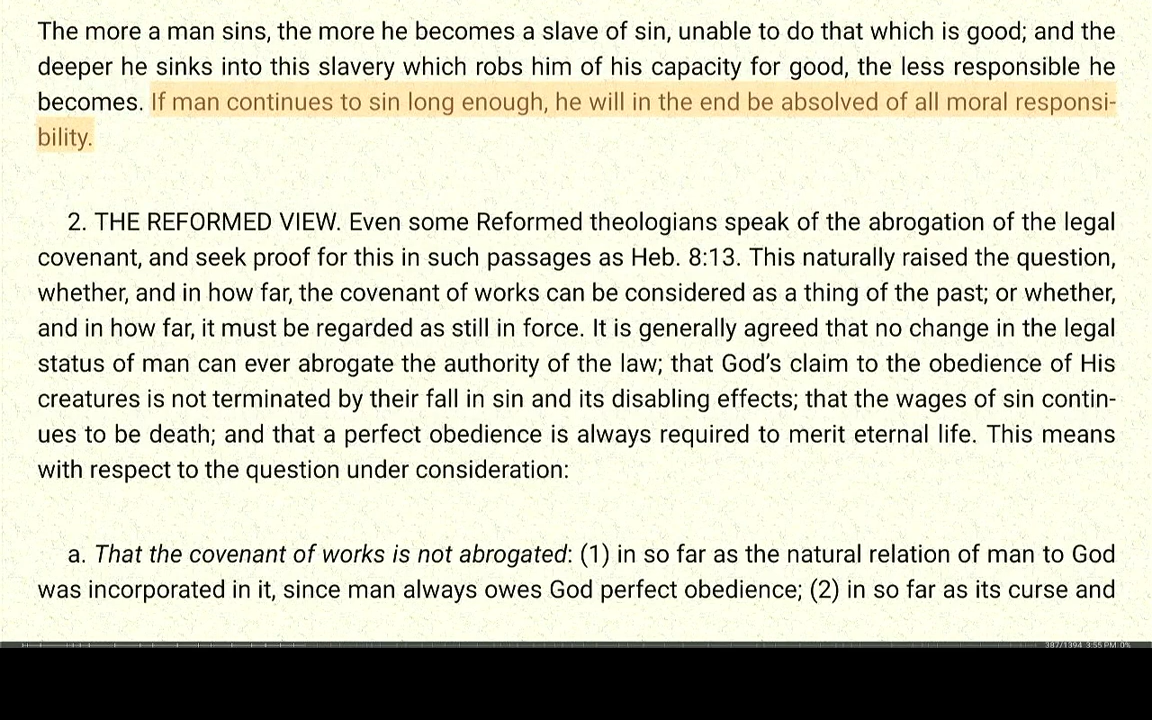 The more a man sins, the more he becomes a slave of sin, unable to do that which is good; and the
deeper he sinks into this slavery which robs him of his capacity for good, the less responsible he
becomes. If man continues to sin long enough, he will in the end be absolved of all moral responsi-
bility.
2. THE REFORMED VIEW. Even some Reformed theologians speak of the abrogation of the legal
covenant, and seek proof for this in such passages as Heb. 8:13. This naturally raised the question,
whether, and in how far, the covenant of works can be considered as a thing of the past; or whether,
and in how far, it must be regarded as still in force. It is generally agreed that no change in the legal
status of man can ever abrogate the authority of the law; that God’s claim to the obedience of His
creatures is not terminated by their fall in sin and its disabling effects; that the wages of sin contin-
ues to be death; and that a perfect obedience is always required to merit eternal life. This means
with respect to the question under consideration:
a. That the covenant of works is not abrogated: (1) in so far as the natural relation of man to God
was incorporated in it, since man always owes God perfect obedience; (2) in so far as its curse and
387/1394 3:55 PM 0%